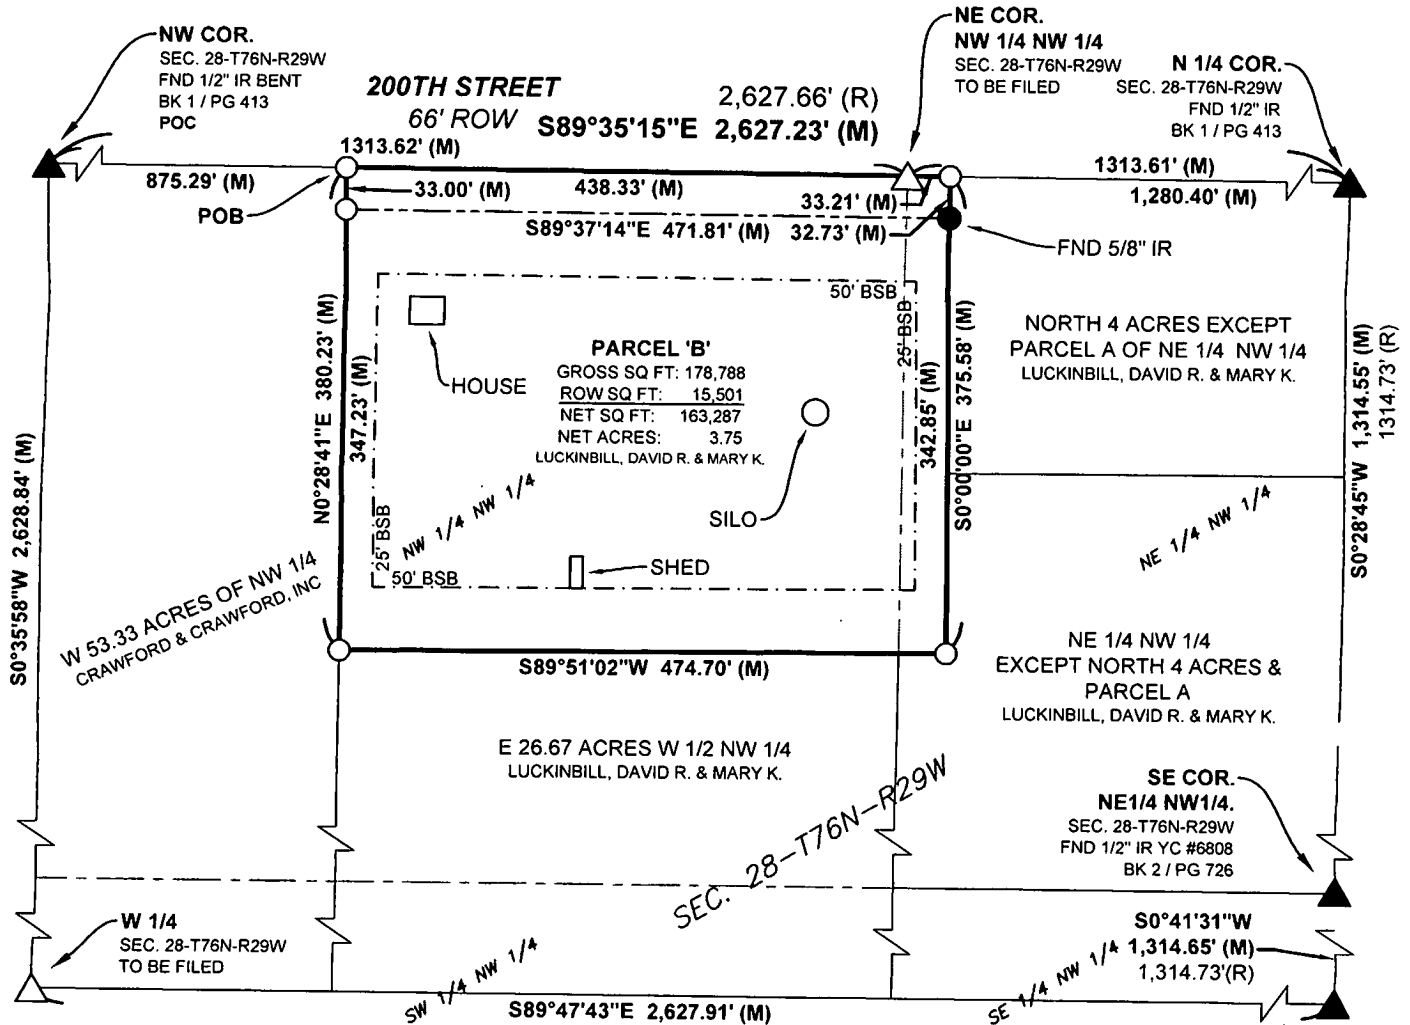 NW COR.
SEC. 28-T76N-R29W
FND 1/2" IR BENT
BK 1 / PG 413
POC
200TH STREET
66' ROW
2,627.66' (R)
S89°35'15"E 2,627.23' (M)
NE COR.
NW 1/4 NW 1/4
SEC. 28-T76N-R29W
TO BE FILED
N 1/4 COR.
SEC. 28-T76N-R29W
FND 1/2" IR
BK 1 / PG 413
1313.62' (M)
1313.61' (M)
875.29' (M)
33.00' (M)
438.33' (M)
33.21' (M)
1,280.40' (M)
POB
S89°37'14"E 471.81' (M)
32.73' (M)
FND 5/8" IR
50' BSB
25' BSB
HOUSE
PARCEL 'B'
GROSS SQ FT: 178,788
ROW SQ FT: 15,501
NET SQ FT: 163,287
NET ACRES: 3.75
LUCKINBILL, DAVID R. & MARY K.
NORTH 4 ACRES EXCEPT
PARCEL A OF NE 1/4 NW 1/4
LUCKINBILL, DAVID R. & MARY K.
N0°28'41"E 380.23' (M)
347.23' (M)
342.85' (M)
S0°00'00"E 375.58' (M)
S0°28'45"W 1,314.55' (M)
1314.73' (R)
S0°35'58"W 2,628.84' (M)
SILO
NW 1/4 NW 1/4
NE 1/4 NW 1/4
25' BSB
50' BSB
SHED
W 53.33 ACRES OF NW 1/4
CRAWFORD & CRAWFORD, INC
S89°51'02"W 474.70' (M)
NE 1/4 NW 1/4
EXCEPT NORTH 4 ACRES &
PARCEL A
LUCKINBILL, DAVID R. & MARY K.
E 26.67 ACRES W 1/2 NW 1/4
LUCKINBILL, DAVID R. & MARY K.
SEC. 28-T76N-R29W
SE COR.
NE1/4 NW1/4.
SEC. 28-T76N-R29W
FND 1/2" IR YC #6808
BK 2 / PG 726
W 1/4
SEC. 28-T76N-R29W
TO BE FILED
S0°41'31"W
1,314.65' (M)
1,314.73'(R)
SW 1/4 NW 1/4
SE 1/4 NW 1/4
S89°47'43"E 2,627.91' (M)